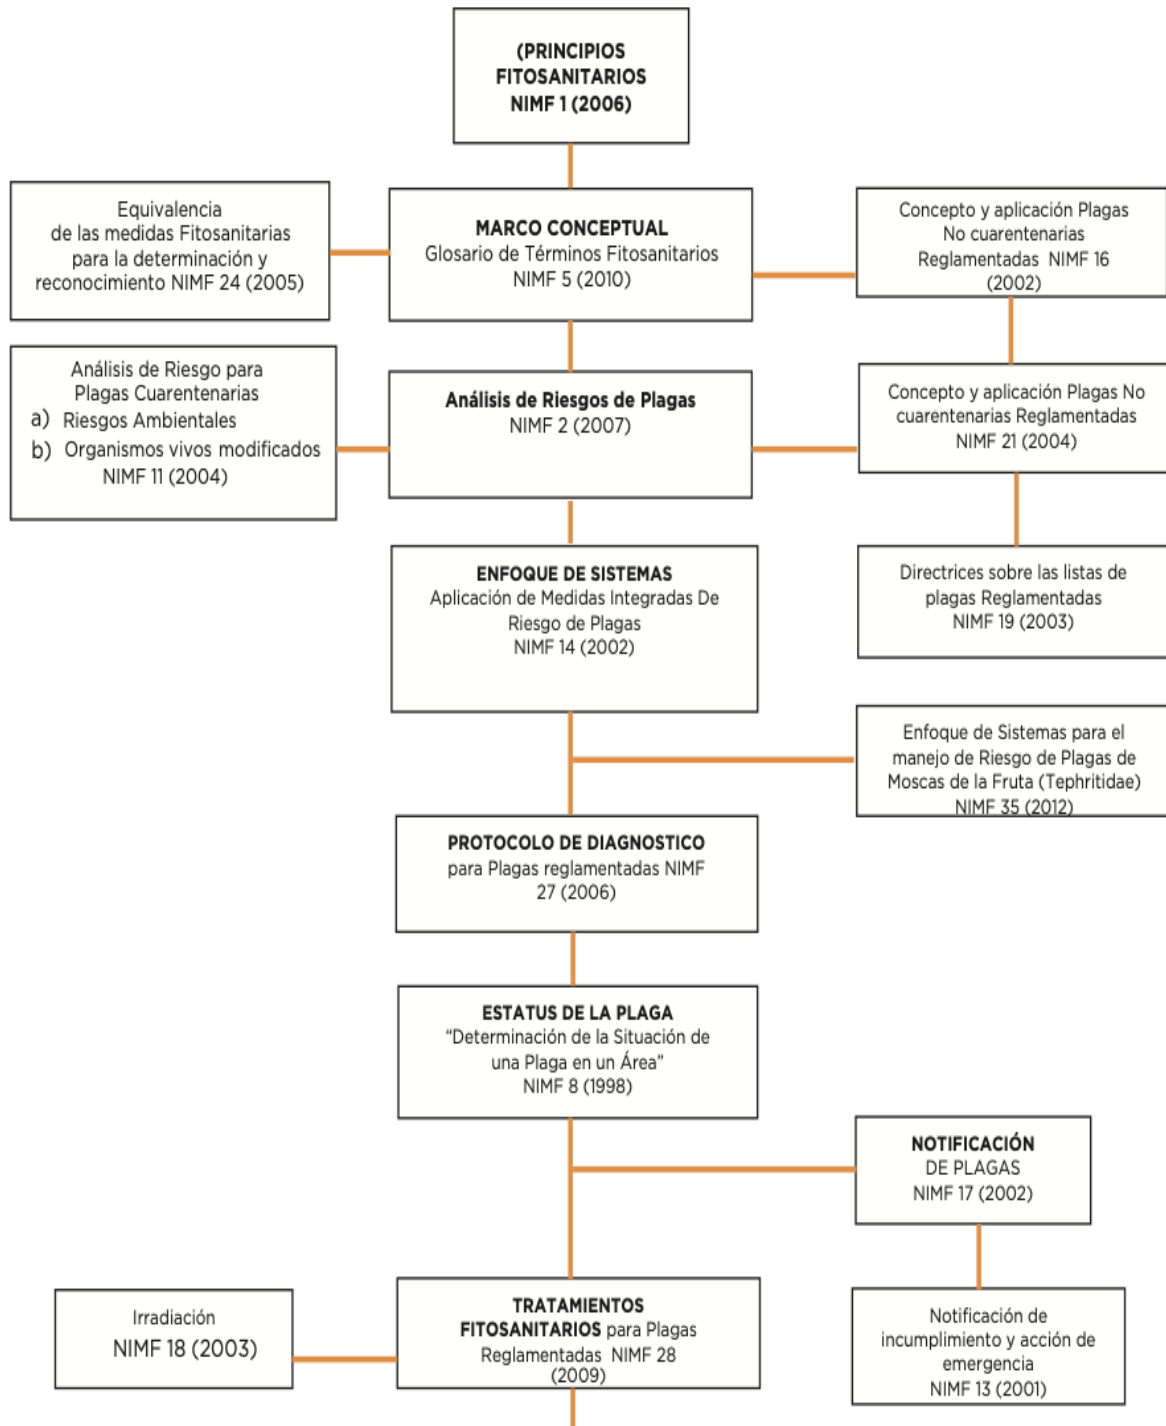 (PRINCIPIOS
FITOSANITARIOS
NIMF 1 (2006)
Equivalencia
de las medidas Fitosanitarias
para la determinación y
reconocimiento NIMF 24 (2005)
MARCO CONCEPTUAL
Glosario de Términos Fitosanitarios
NIMF 5 (2010)
Concepto y aplicación Plagas
No cuarentenarias
Reglamentadas NIMF 16
(2002)
Análisis de Riesgo para
Plagas Cuarentenarias
a) Riesgos Ambientales
b) Organismos vivos modificados
NIMF 11 (2004)
Análisis de Riesgos de Plagas
NIMF 2 (2007)
Concepto y aplicación Plagas No
cuarentenarias Reglamentadas
NIMF 21 (2004)
ENFOQUE DE SISTEMAS
Aplicación de Medidas Integradas De
Riesgo de Plagas
NIMF 14 (2002)
Directrices sobre las listas de
plagas Reglamentadas
NIMF 19 (2003)
Enfoque de Sistemas para el
manejo de Riesgo de Plagas de
Moscas de la Fruta (Tephritidae)
NIMF 35 (2012)
PROTOCOLO DE DIAGNOSTICO
para Plagas reglamentadas NIMF
27 (2006)
ESTATUS DE LA PLAGA
“Determinación de la Situación de
una Plaga en un Área”
NIMF 8 (1998)
NOTIFICACIÓN
DE PLAGAS
NIMF 17 (2002)
Irradiación
NIMF 18 (2003)
TRATAMIENTOS
FITOSANITARIOS para Plagas
Reglamentadas NIMF 28
(2009)
Notificación de
incumplimiento y acción de
emergencia
NIMF 13 (2001)